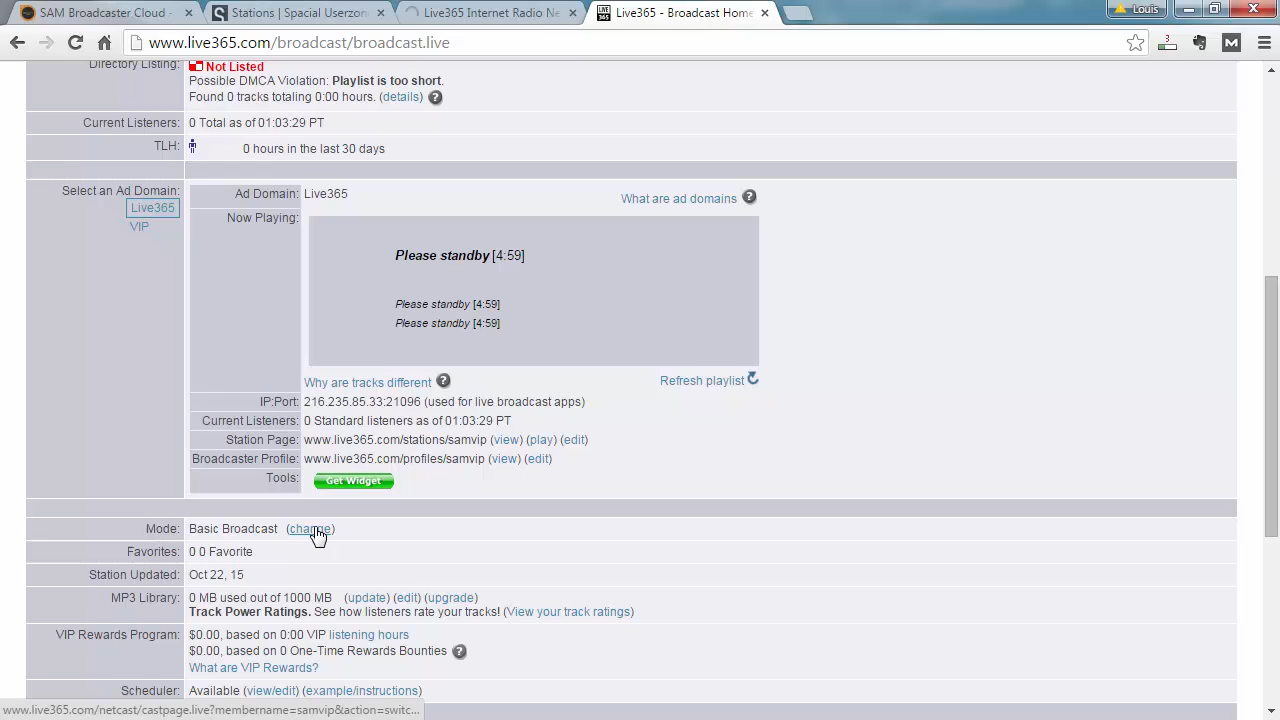 SAM Broadcaster Cloud -
Stations | Spacial Userzon
Live365 Internet Radio Ne
Live365 - Broadcast Home
Louis
www.live365.com/broadcast/broadcast.live
3
Directory Listing:
Not Listed
Possible DMCA Violation: Playlist is too short.
Found 0 tracks totaling 0:00 hours. (details) ?
Current Listeners: 0 Total as of 01:03:29 PT
TLH: 0 hours in the last 30 days
Select an Ad Domain:
Live365
VIP
Ad Domain: Live365
What are ad domains ?
Now Playing:
Please standby [4:59]
Please standby [4:59]
Please standby [4:59]
Why are tracks different ?
Refresh playlist
IP:Port: 216.235.85.33:21096 (used for live broadcast apps)
Current Listeners: 0 Standard listeners as of 01:03:29 PT
Station Page: www.live365.com/stations/samvip (view) (play) (edit)
Broadcaster Profile: www.live365.com/profiles/samvip (view) (edit)
Tools: Get Widget
Mode: Basic Broadcast (change)
Favorites: 0 0 Favorite
Station Updated: Oct 22, 15
MP3 Library: 0 MB used out of 1000 MB (update) (edit) (upgrade)
Track Power Ratings. See how listeners rate your tracks! (View your track ratings)
VIP Rewards Program: $0.00, based on 0:00 VIP listening hours
$0.00, based on 0 One-Time Rewards Bounties ?
What are VIP Rewards?
Scheduler: Available (view/edit) (example/instructions)
www.live365.com/netcast/castpage.live?membername=samvip&action=switc...